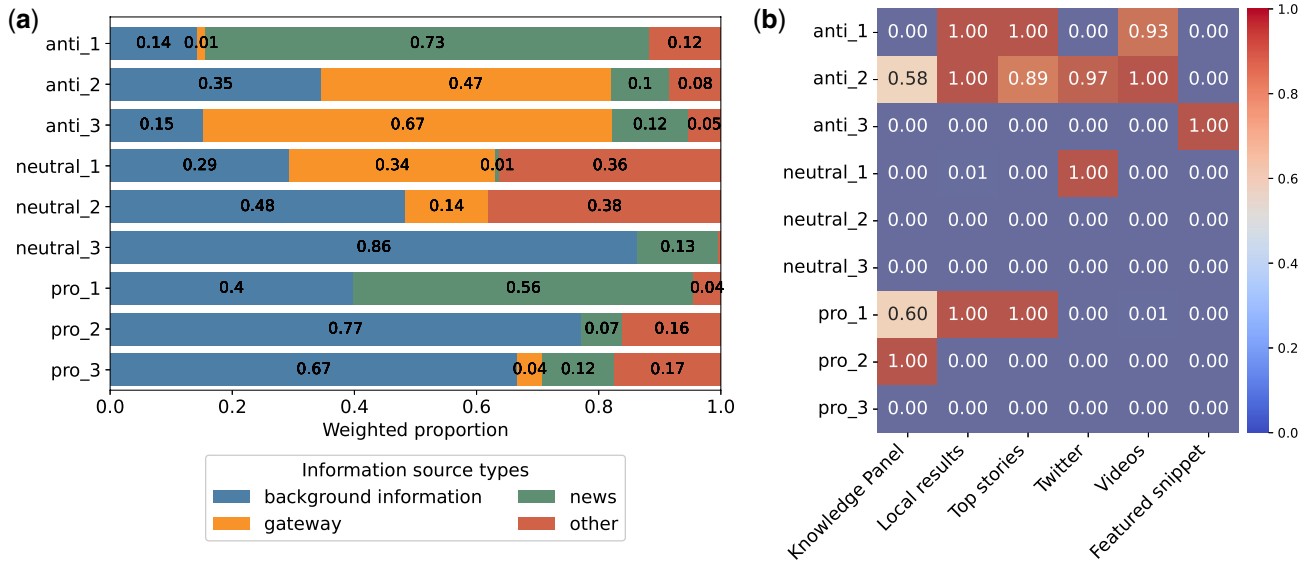 (a)
anti_1 0.14 0.01 0.73 0.12
anti_2 0.35 0.47 0.1 0.08
anti_3 0.15 0.67 0.12 0.05
neutral_1 0.29 0.34 0.01 0.36
neutral_2 0.48 0.14 0.38
neutral_3 0.86 0.13
pro_1 0.4 0.56 0.04
pro_2 0.77 0.07 0.16
pro_3 0.67 0.04 0.12 0.17
0.0 0.2 0.4 0.6 0.8 1.0
Weighted proportion
Information source types
background information news
gateway other
(b)
anti_1 0.00 1.00 1.00 0.00 0.93 0.00
anti_2 0.58 1.00 0.89 0.97 1.00 0.00
anti_3 0.00 0.00 0.00 0.00 0.00 1.00
neutral_1 0.00 0.01 0.00 1.00 0.00 0.00
neutral_2 0.00 0.00 0.00 0.00 0.00 0.00
neutral_3 0.00 0.00 0.00 0.00 0.00 0.00
pro_1 0.60 1.00 1.00 0.00 0.01 0.00
pro_2 1.00 0.00 0.00 0.00 0.00 0.00
pro_3 0.00 0.00 0.00 0.00 0.00 0.00
Knowledge Panel
Local results
Top stories
Twitter
Videos
Featured snippet
1.0
0.8
0.6
0.4
0.2
0.0